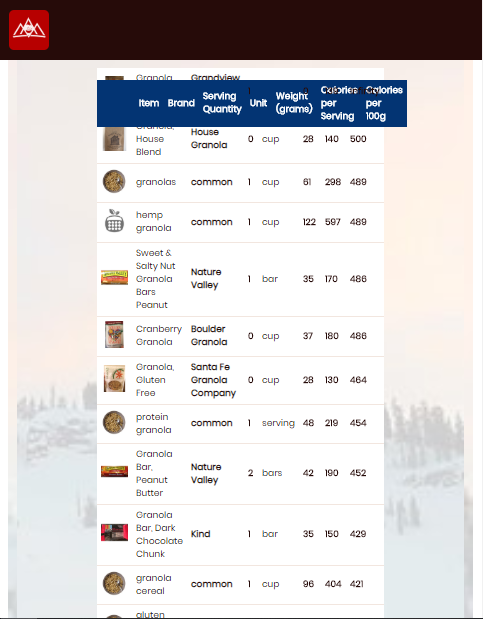 Granola Grandview
Item Brand Serving Quantity Unit Weight (grams) Calories per Serving Calories per 100g
Granola, House Blend House Granola 0 cup 28 140 500
granolas common 1 cup 61 298 489
hemp granola common 1 cup 122 597 489
Sweet & Salty Nut Granola Bars Peanut Nature Valley 1 bar 35 170 486
Cranberry Granola Boulder Granola 0 cup 37 180 486
Granola, Gluten Free Santa Fe Granola Company 0 cup 28 130 464
protein granola common 1 serving 48 219 454
Granola Bar, Peanut Butter Nature Valley 2 bars 42 190 452
Granola Bar, Dark Chocolate Chunk Kind 1 bar 35 150 429
granola cereal common 1 cup 96 404 421
gluten